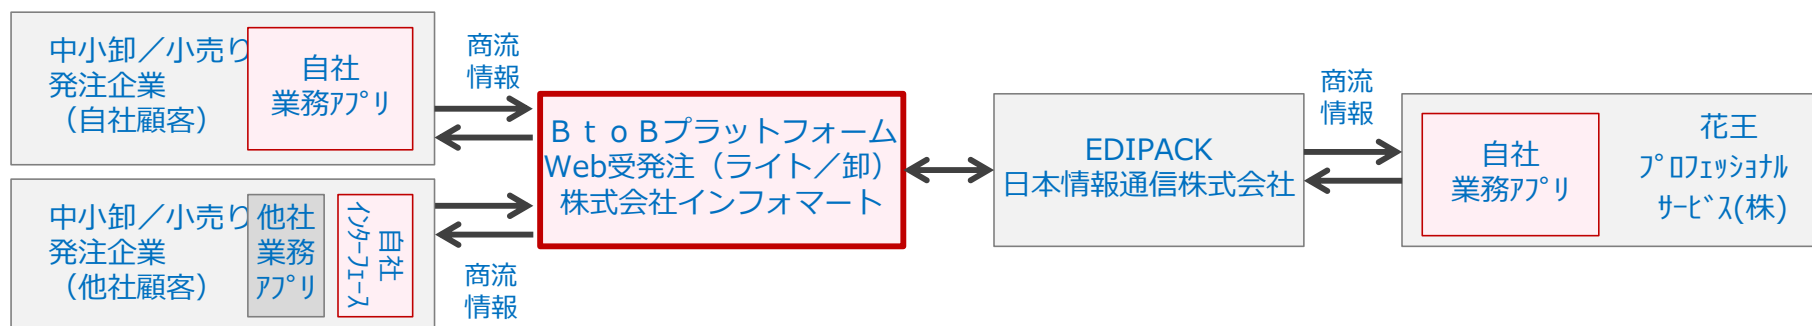 中小卸／小売り
発注企業
（自社顧客）
自社
業務ｱﾌﾟﾘ
商流
情報
中小卸／小売り
発注企業
（他社顧客）
他社
業務
ｱﾌﾟﾘ
自社
ｲﾝﾀｰﾌｪｰｽ
商流
情報
ＢｔｏＢプラットフォーム
Web受発注（ライト／卸）
株式会社インフォマート
EDIPACK
日本情報通信株式会社
商流
情報
自社
業務ｱﾌﾟﾘ
花王
ﾌﾟﾛﾌｪｯｼｮﾅﾙ
ｻｰﾋﾞｽ(株)